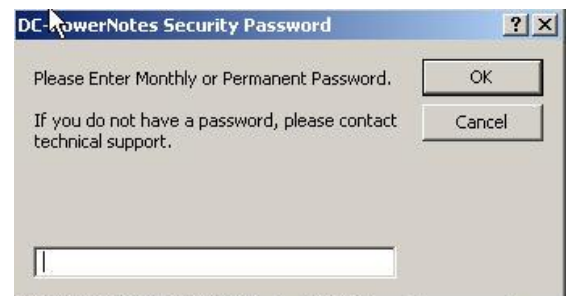 DC-PowerNotes Security Password
Please Enter Monthly or Permanent Password.
OK
If you do not have a password, please contact
technical support.
Cancel